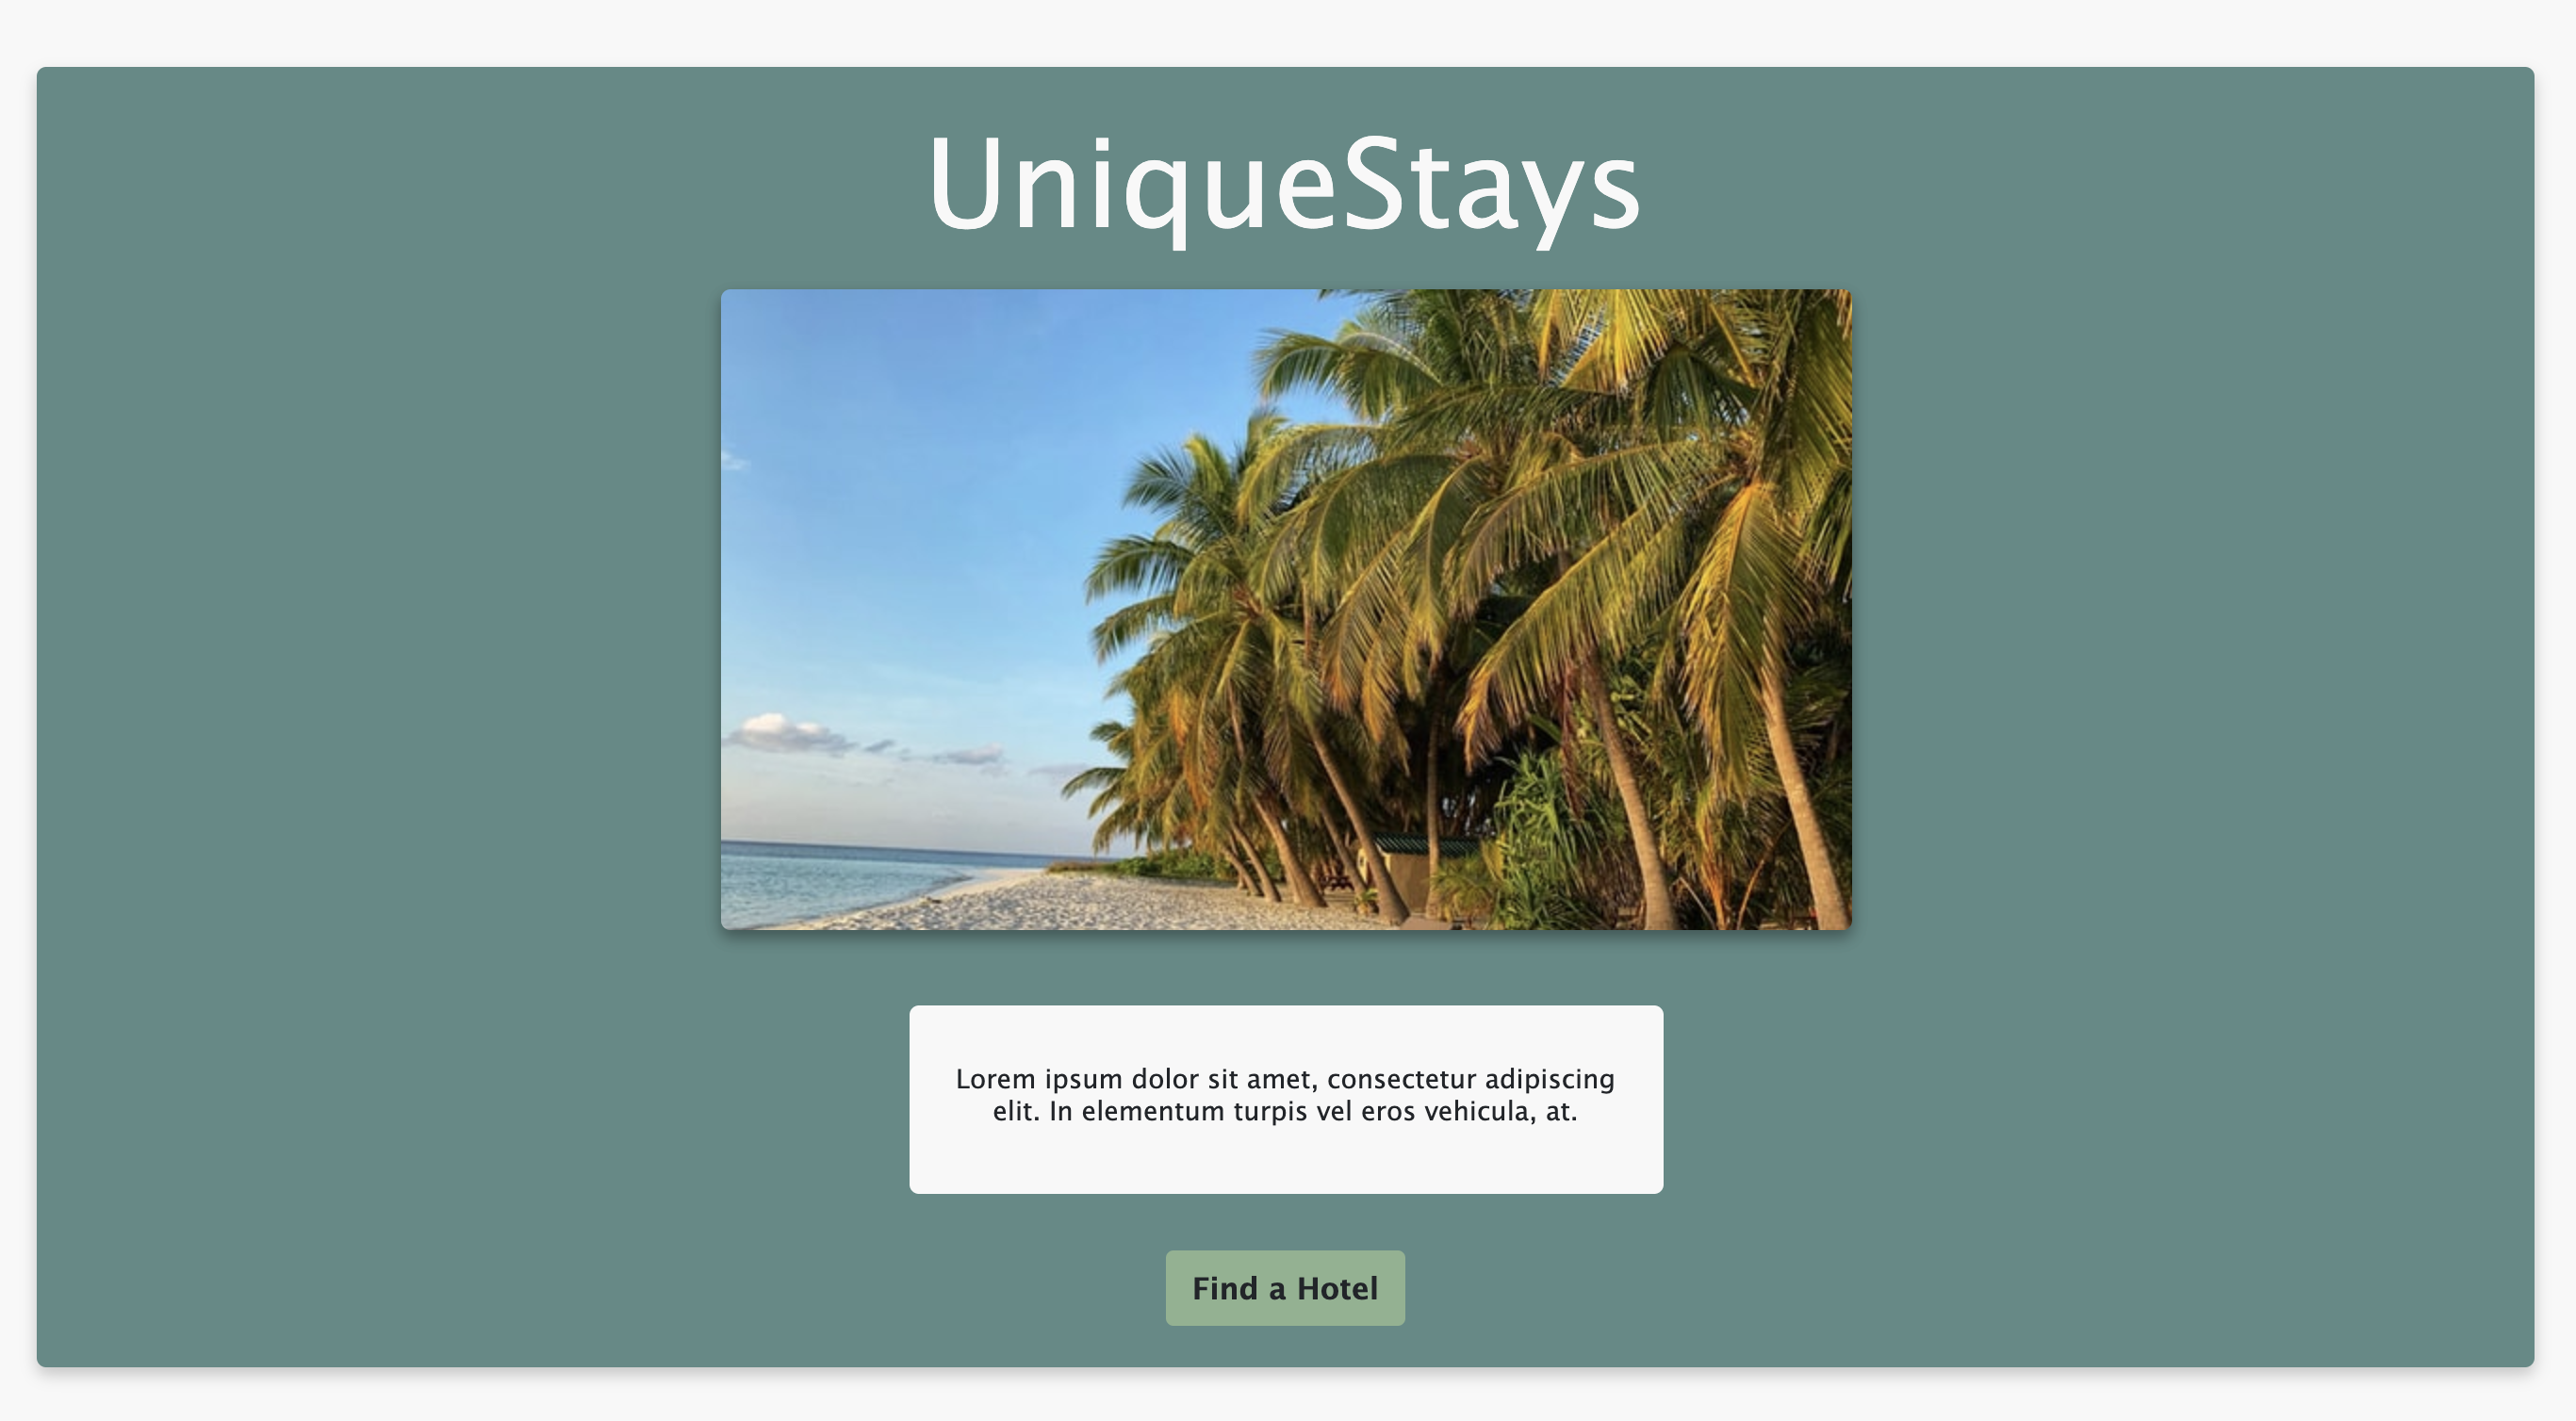 UniqueStays
Lorem ipsum dolor sit amet, consectetur adipiscing
elit. In elementum turpis vel eros vehicula, at.
Find a Hotel